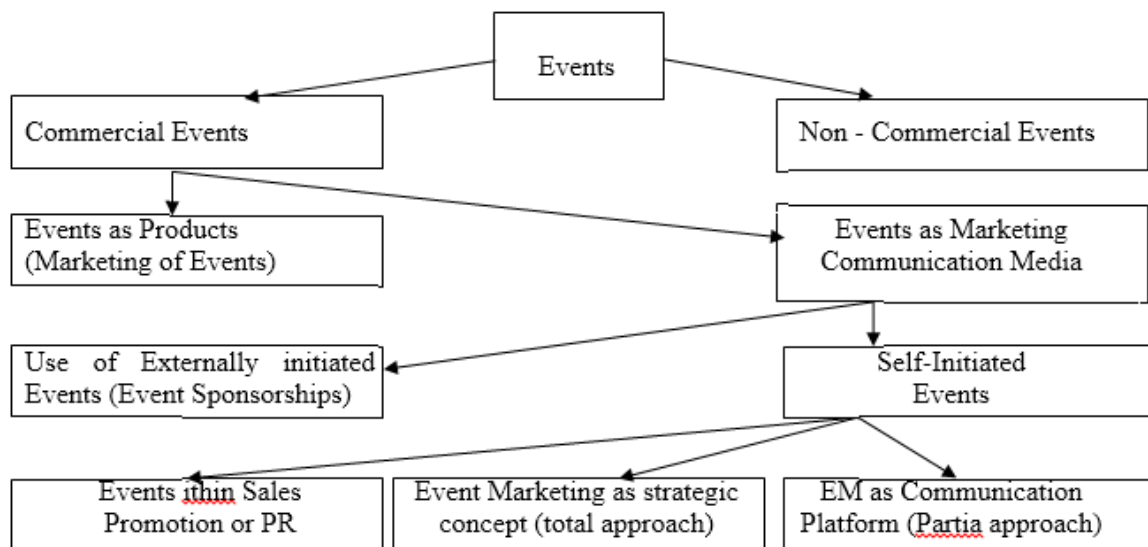 Events
Commercial Events
Non - Commercial Events
Events as Products
(Marketing of Events)
Events as Marketing
Communication Media
Use of Externally initiated
Events (Event Sponsorships)
Self-Initiated
Events
Events ithin Sales
Promotion or PR
Event Marketing as strategic
concept (total approach)
EM as Communication
Platform (Partia approach)